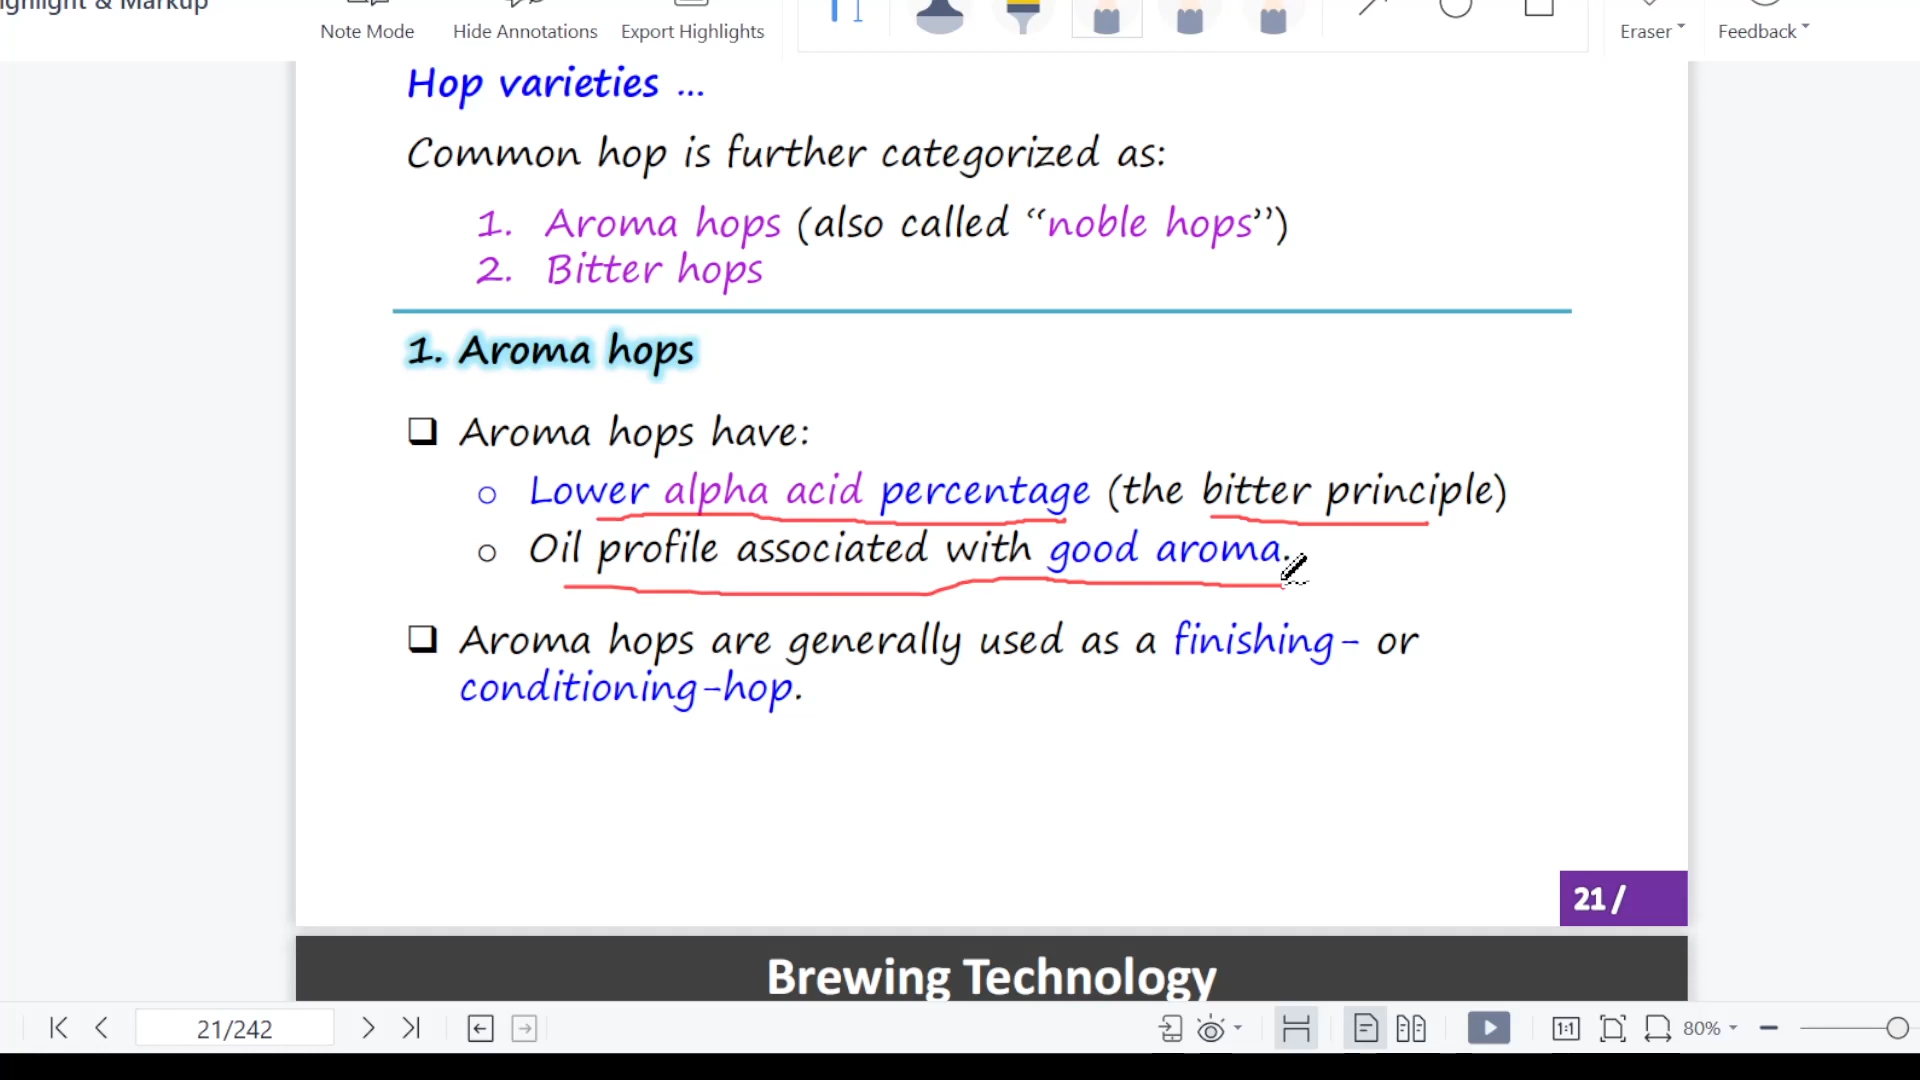 ghlight & Markup
Note Mode
Hide Annotations
Export Highlights
Eraser
Feedback
Hop varieties ...
Common hop is further categorized as:
1. Aroma hops (also called “noble hops”)
2. Bitter hops
1. Aroma hops
Aroma hops have:
Lower alpha acid percentage (the bitter principle)
Oil profile associated with good aroma.
Aroma hops are generally used as a finishing- or
conditioning-hop.
21 /
Brewing Technology
21/242
1:1
80%